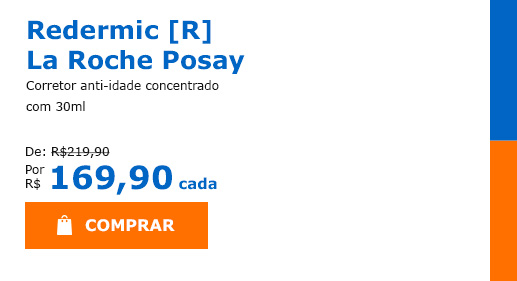 Redermic [R]
La Roche Posay
Corretor anti-idade concentrado
com 30ml
De: R$219,90
Por
R$ 169,90 cada
COMPRAR